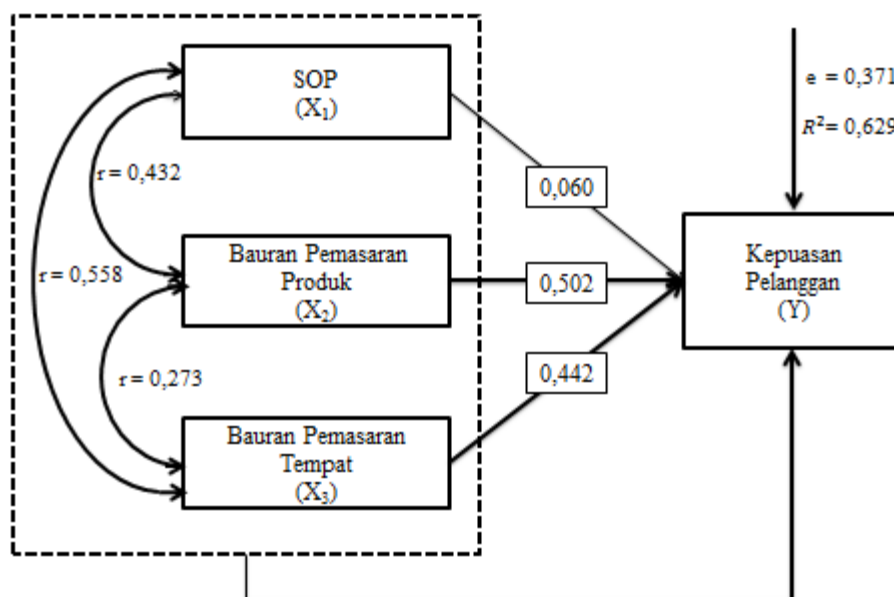 SOP
(X₁)
e = 0,371
R² = 0,629
r = 0,432
0,060
Bauran Pemasaran
Produk
(X₂)
Kepuasan
Pelanggan
(Y)
r = 0,558
0,502
r = 0,273
0,442
Bauran Pemasaran
Tempat
(X₃)